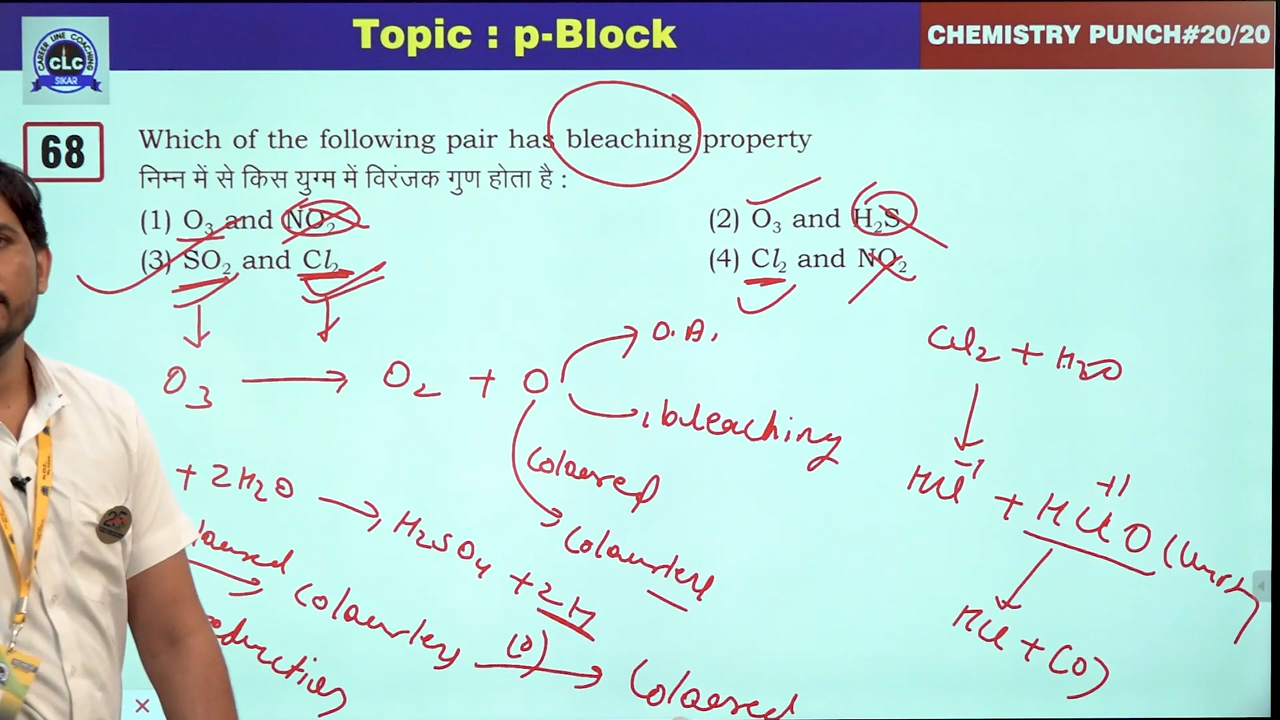 CAREER LINE COACHING
CLC
SIKAR
Topic : p-Block
CHEMISTRY PUNCH#20/20
68
Which of the following pair has bleaching property
निम्न में से किस युग्म में विरंजक गुण होता है :
(1) O₃ and NO₂
(2) O₃ and H₂S
(3) SO₂ and Cl₂
(4) Cl₂ and NO₂
O₃ → O₂ + O
O.A.
bleaching
Coloured
Cl₂ + H₂O
HCl⁻¹ + HClO⁺¹
HCl + (O)
+ 2H₂O → H₂SO₄ + 2H
(O)
Coloured